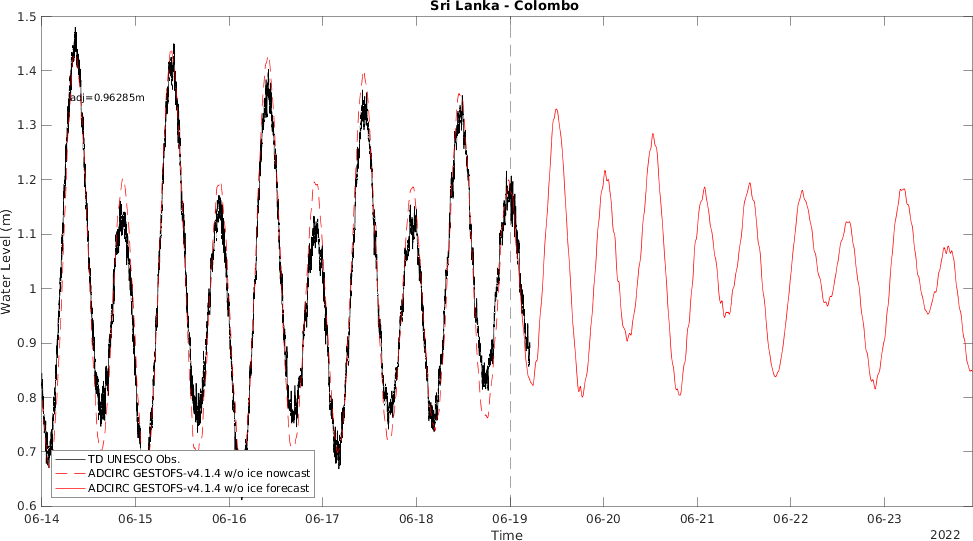 Sri Lanka - Colombo
1.5
1.4
adj=0.96285m
1.3
1.2
1.1
Water Level (m)
1
0.9
0.8
0.7
TD UNESCO Obs.
ADCIRC GESTOFS-v4.1.4 w/o ice nowcast
ADCIRC GESTOFS-v4.1.4 w/o ice forecast
0.6
06-14 06-15 06-16 06-17 06-18 06-19 06-20 06-21 06-22 06-23
Time
2022